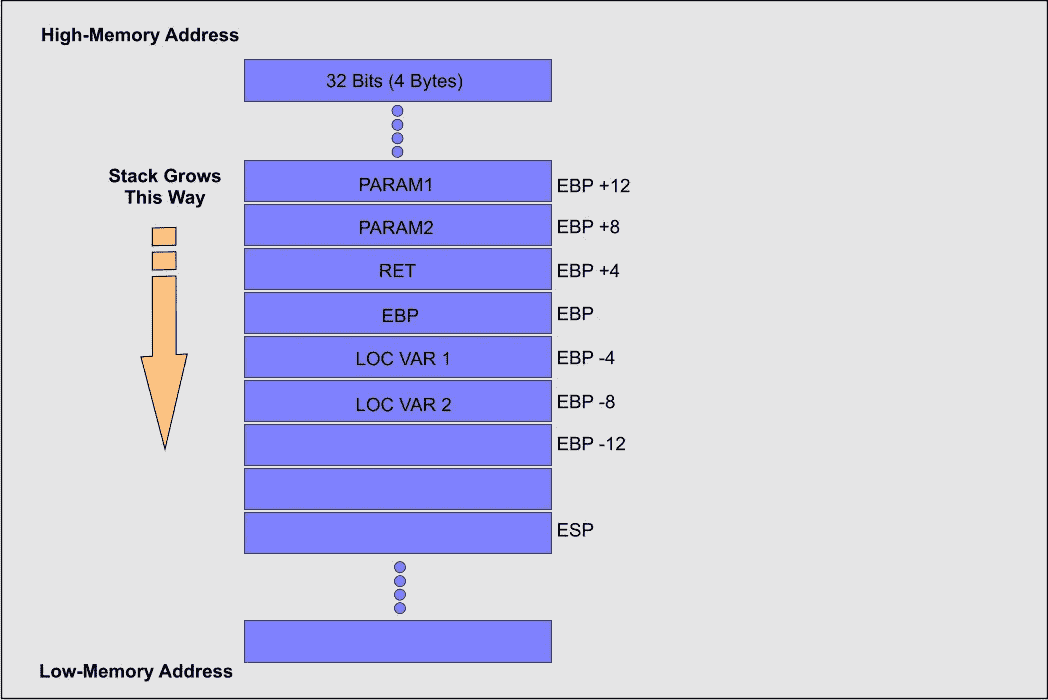 High-Memory Address
32 Bits (4 Bytes)
Stack Grows
This Way
PARAM1
EBP +12
PARAM2
EBP +8
RET
EBP +4
EBP
EBP
LOC VAR 1
EBP -4
LOC VAR 2
EBP -8
EBP -12
ESP
Low-Memory Address